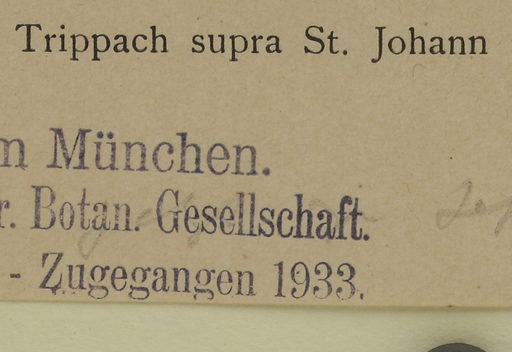 Trippach supra St. Johann
n München.
r. Botan. Gesellschaft.
- Zugegangen 1933.